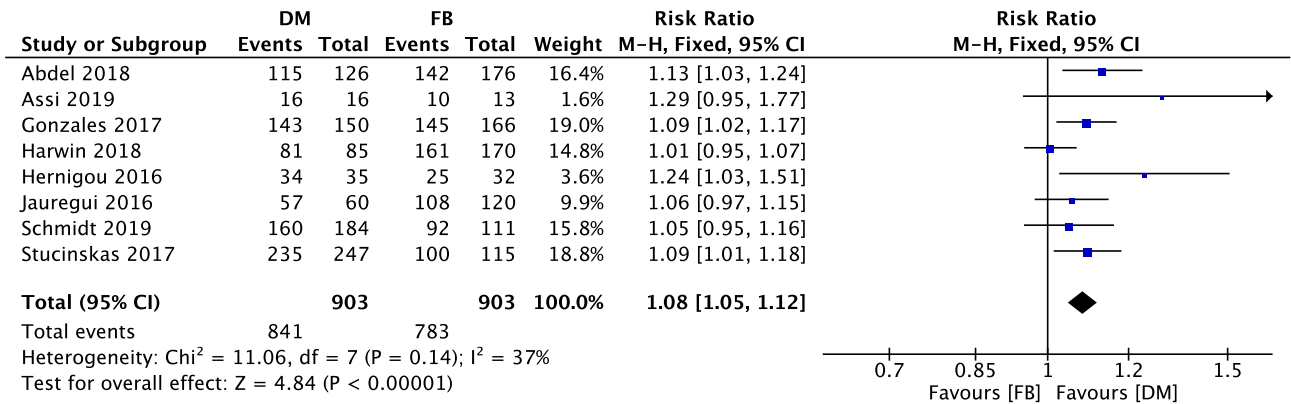 DM FB Risk Ratio Risk Ratio
Study or Subgroup Events Total Events Total Weight M-H, Fixed, 95% CI M-H, Fixed, 95% CI
Abdel 2018 115 126 142 176 16.4% 1.13 [1.03, 1.24]
Assi 2019 16 16 10 13 1.6% 1.29 [0.95, 1.77]
Gonzales 2017 143 150 145 166 19.0% 1.09 [1.02, 1.17]
Harwin 2018 81 85 161 170 14.8% 1.01 [0.95, 1.07]
Hernigou 2016 34 35 25 32 3.6% 1.24 [1.03, 1.51]
Jauregui 2016 57 60 108 120 9.9% 1.06 [0.97, 1.15]
Schmidt 2019 160 184 92 111 15.8% 1.05 [0.95, 1.16]
Stucinskas 2017 235 247 100 115 18.8% 1.09 [1.01, 1.18]
Total (95% CI) 903 903 100.0% 1.08 [1.05, 1.12]
Total events 841 783
Heterogeneity: Chi² = 11.06, df = 7 (P = 0.14); I² = 37%
Test for overall effect: Z = 4.84 (P < 0.00001)
0.7 0.85 1 1.2 1.5
Favours [FB] Favours [DM]